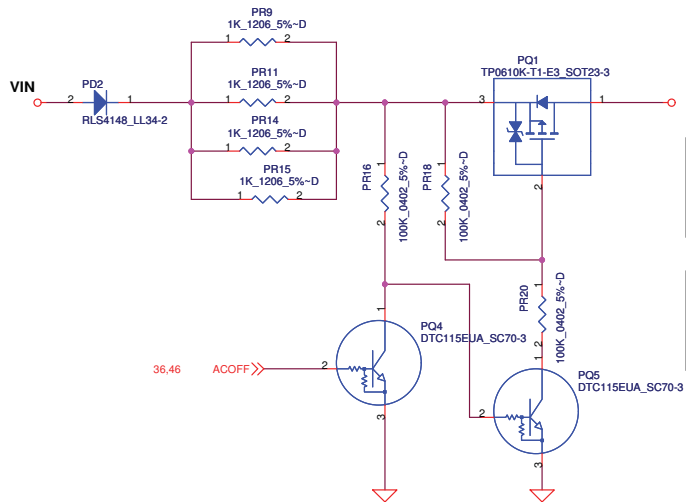 PR9
1K_1206_5%~D
1 2
PQ1
TP0610K-T1-E3_SOT23-3
VIN
PD2
2 1
RLS4148_LL34-2
PR11
1K_1206_5%~D
1 2
3 1
PR14
1K_1206_5%~D
1 2
PR15
1K_1206_5%~D
1 2
1
PR16
2
100K_0402_5%~D
1
PR18
2
100K_0402_5%~D
2
1
PR20
2
100K_0402_5%~D
1
PQ4
DTC115EUA_SC70-3
36,46 ACOFF 2
3
1
PQ5
DTC115EUA_SC70-3
2
3